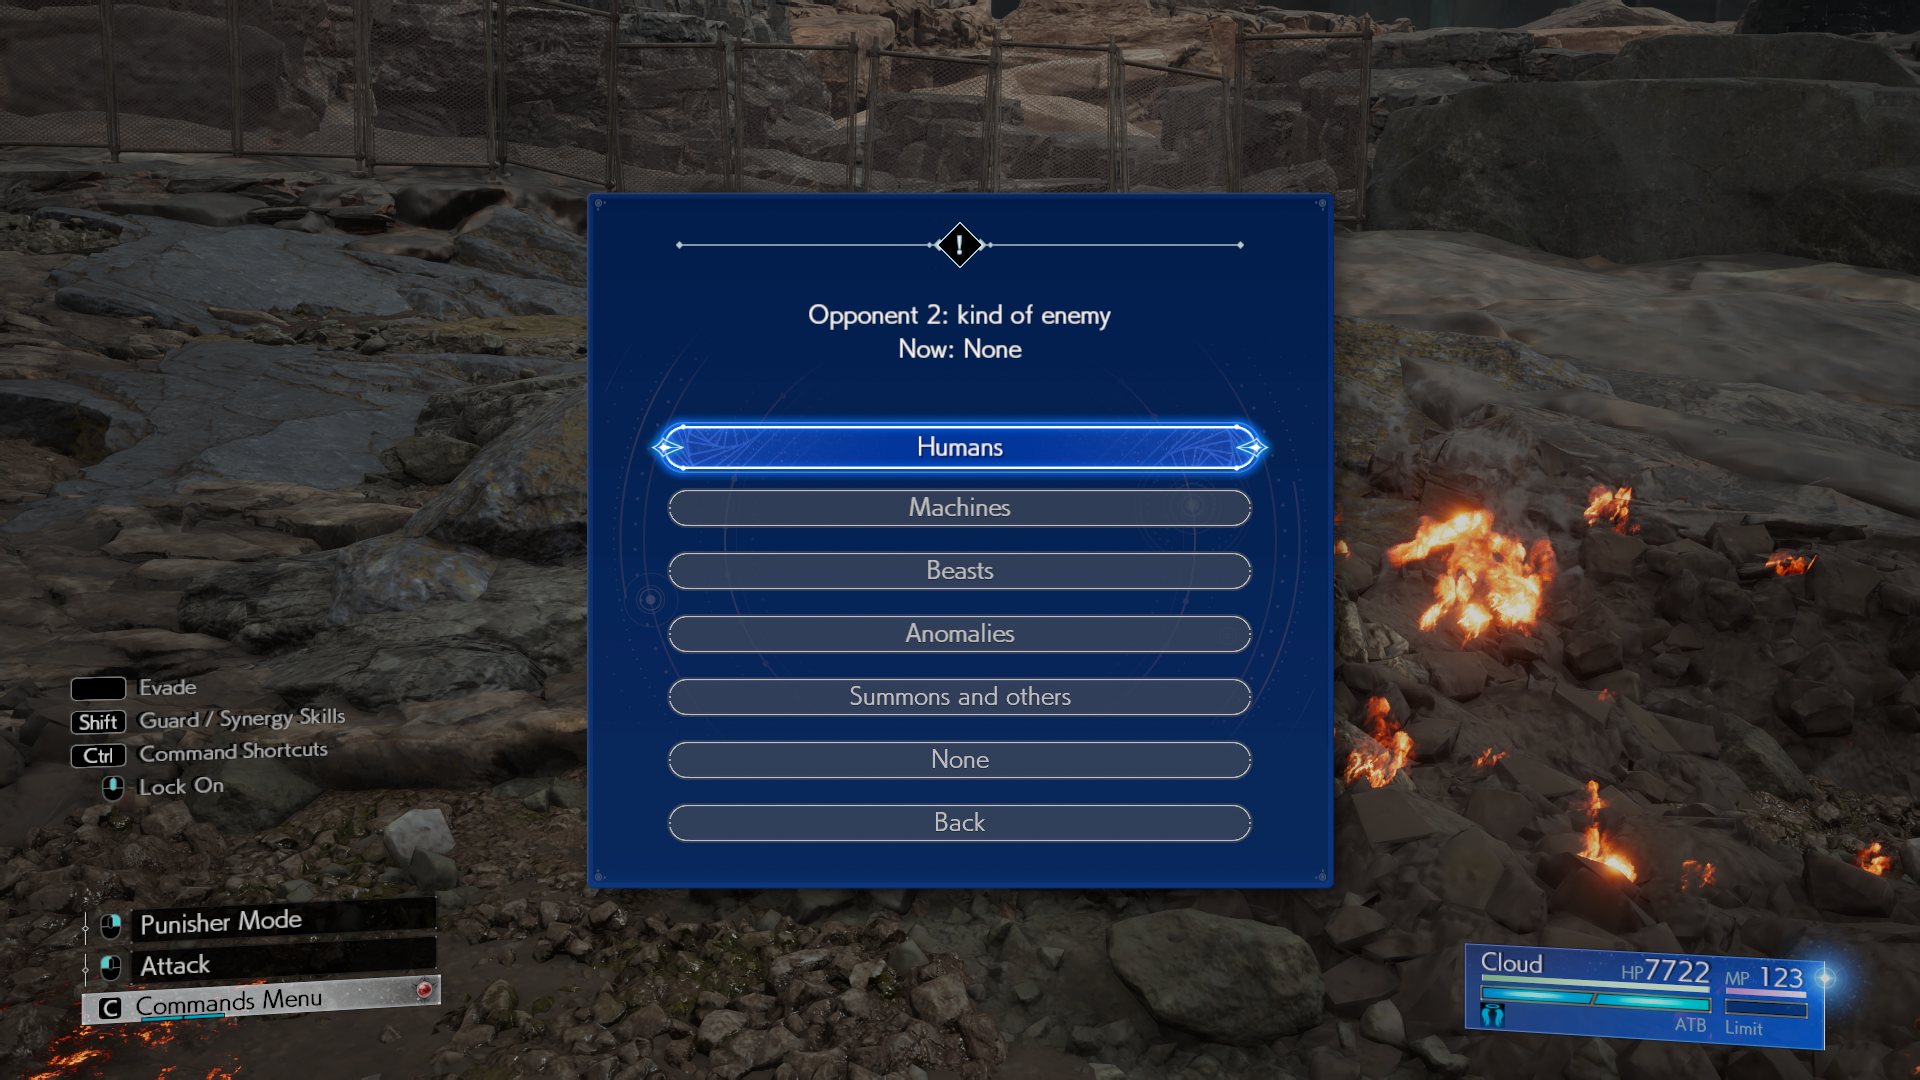 !
Opponent 2: kind of enemy
Now: None
Humans
Machines
Beasts
Anomalies
Summons and others
None
Back
Evade
Shift Guard / Synergy Skills
Ctrl Command Shortcuts
Lock On
Punisher Mode
Attack
C Commands Menu
Cloud HP 7722 MP 123
ATB Limit